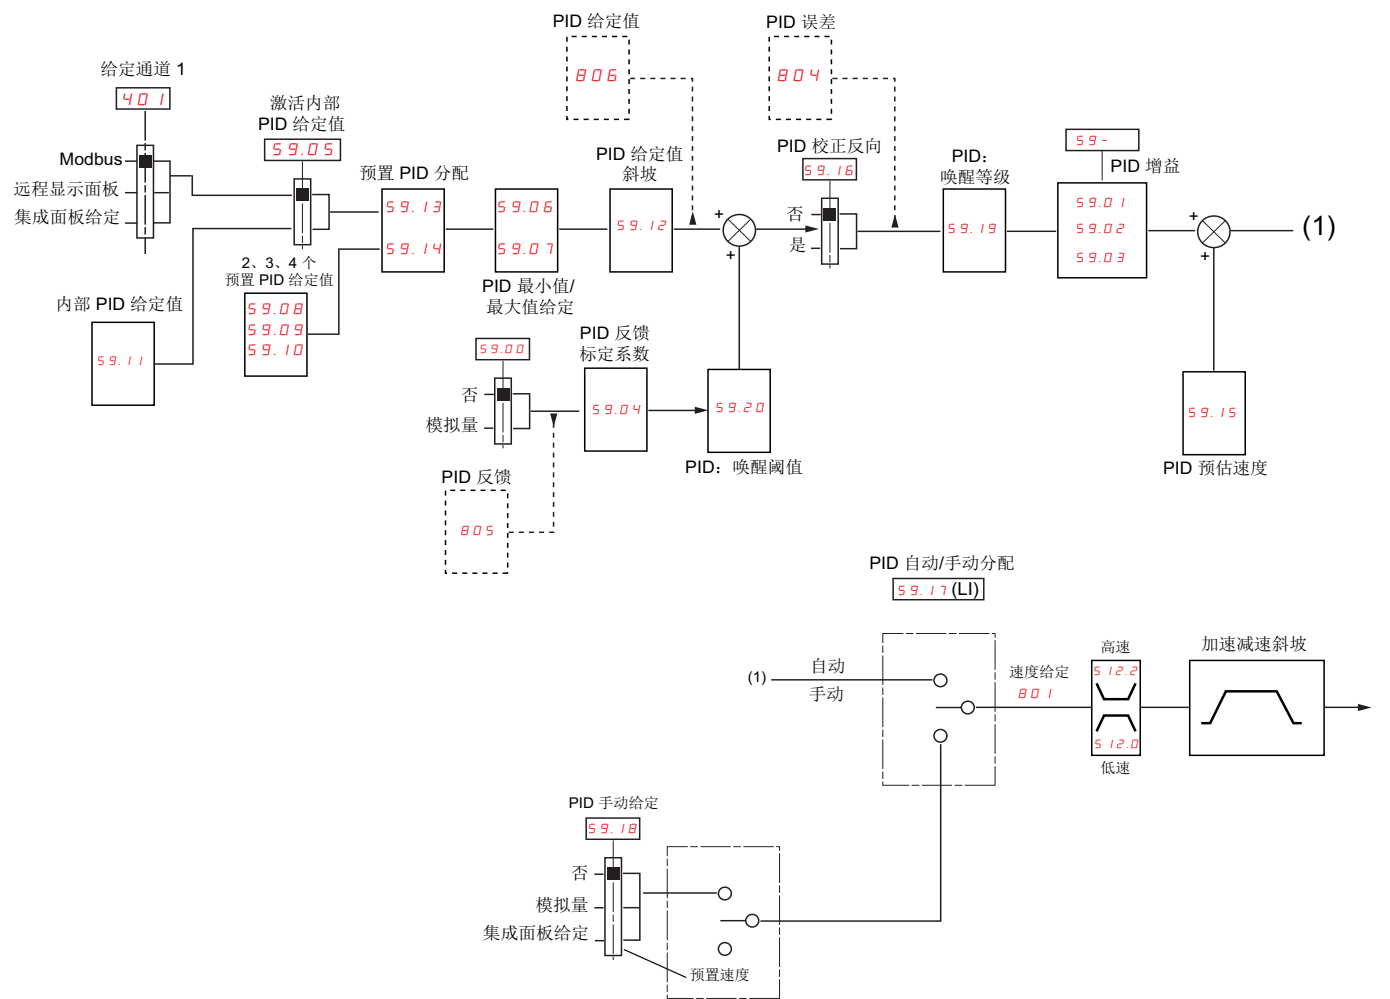 PID 给定值
806
PID 误差
804
给定通道 1
401
激活内部
PID 给定值
59.05
Modbus
远程显示面板
集成面板给定
预置 PID 分配
59.13
59.14
59.06
59.07
PID 最小值/
最大值给定
PID 给定值
斜坡
59.12
+
+
PID 校正反向
59.16
否
是
PID：
唤醒等级
59.19
59-
PID 增益
59.01
59.02
59.03
+
+
(1)
2、3、4 个
预置 PID 给定值
59.08
59.09
59.10
内部 PID 给定值
59.11
59.00
否
模拟量
PID 反馈
标定系数
59.04
59.20
PID：唤醒阈值
59.15
PID 预估速度
PID 反馈
805
PID 自动/手动分配
59.17 (LI)
(1)
自动
手动
速度给定
801
高速
512.2
512.0
低速
加速减速斜坡
PID 手动给定
59.18
否
模拟量
集成面板给定
预置速度